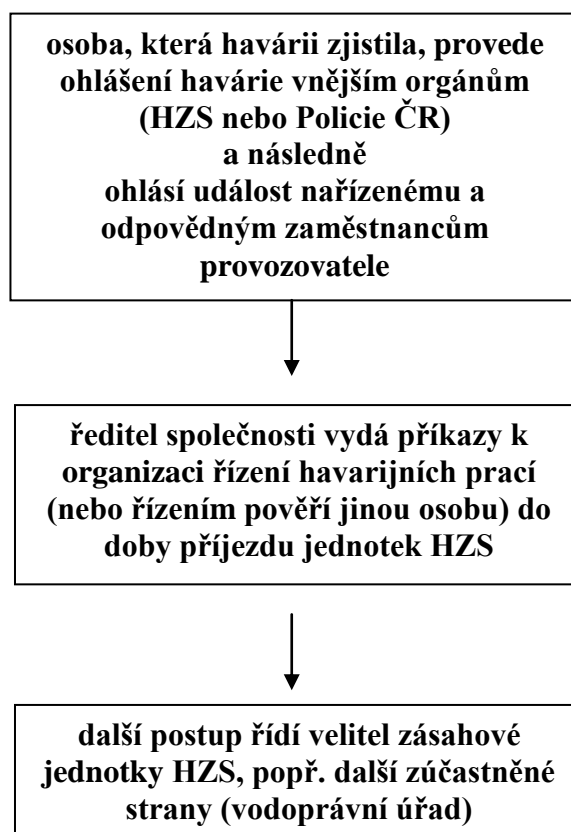 osoba, která havárii zjistila, provede
ohlášení havárie vnějším orgánům
(HZS nebo Policie ČR)
a následně
ohlásí událost nařízenému a
odpovědným zaměstnancům
provozovatele
ředitel společnosti vydá příkazy k
organizaci řízení havarijních prací
(nebo řízením pověří jinou osobu) do
doby příjezdu jednotek HZS
další postup řídí velitel zásahové
jednotky HZS, popř. další zúčastněné
strany (vodoprávní úřad)